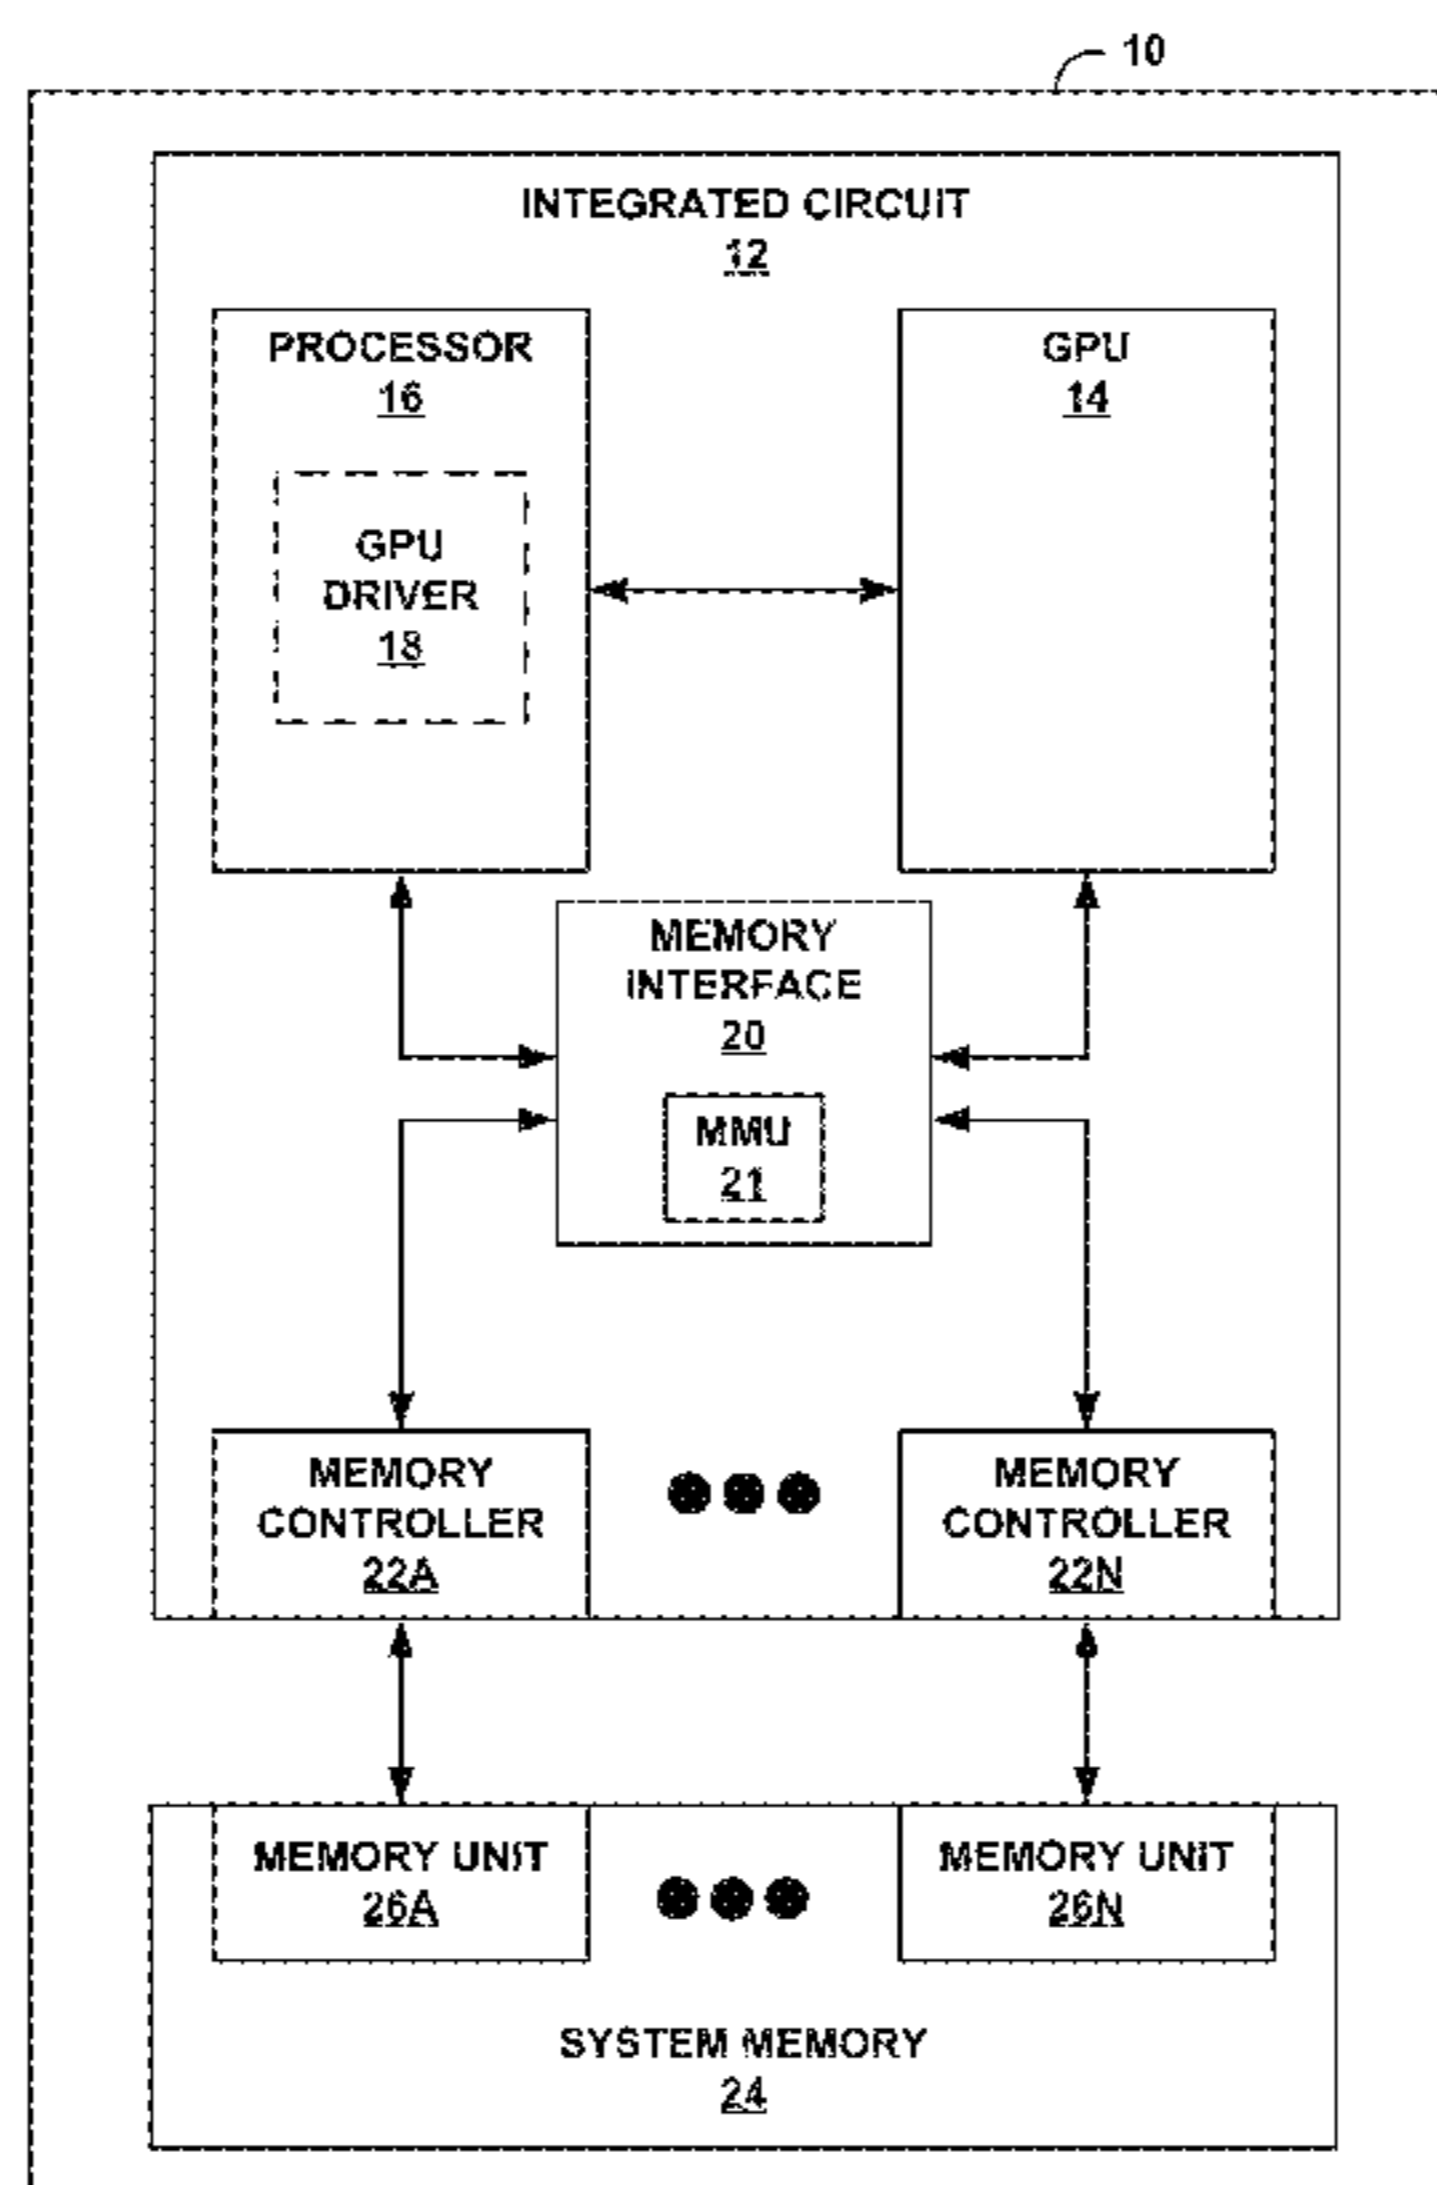 10
INTEGRATED CIRCUIT
12
PROCESSOR
16
GPU
14
GPU
DRIVER
18
MEMORY
INTERFACE
20
MMU
21
MEMORY
CONTROLLER
22A
MEMORY
CONTROLLER
22N
MEMORY UNIT
26A
MEMORY UNIT
26N
SYSTEM MEMORY
24